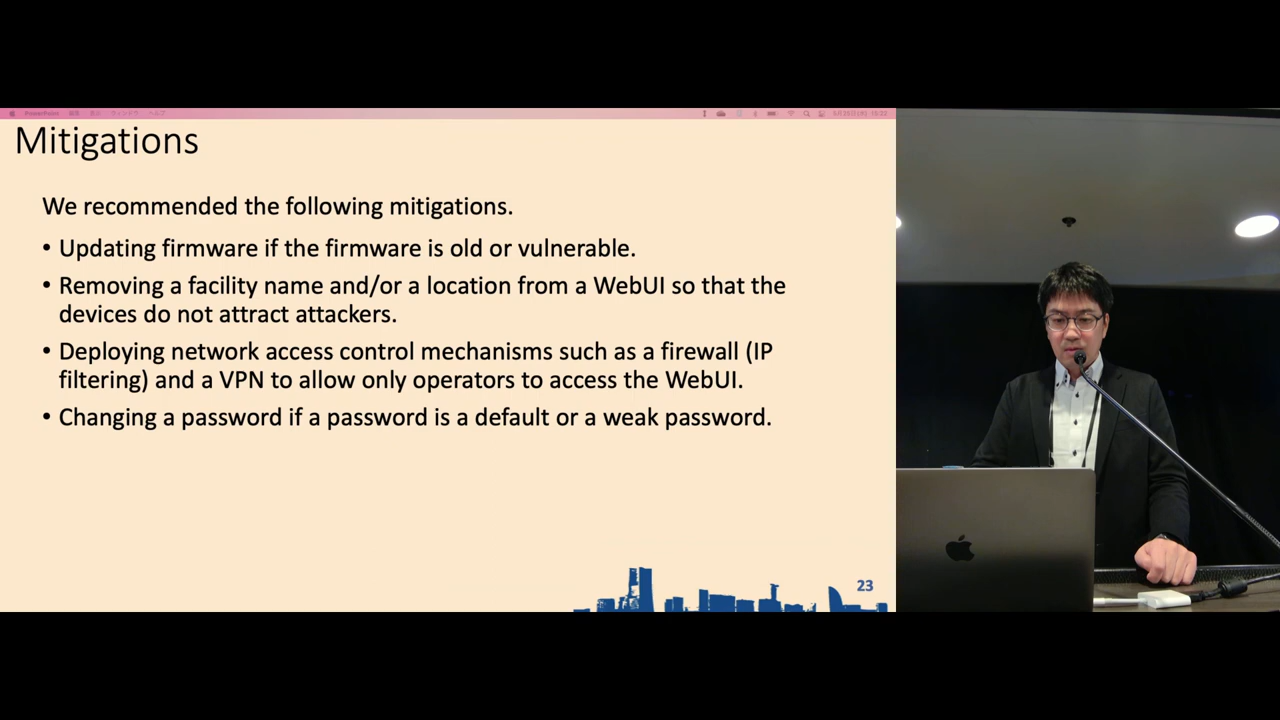 PowerPoint
Mitigations
We recommended the following mitigations.
• Updating firmware if the firmware is old or vulnerable.
• Removing a facility name and/or a location from a WebUI so that the
devices do not attract attackers.
• Deploying network access control mechanisms such as a firewall (IP
filtering) and a VPN to allow only operators to access the WebUI.
• Changing a password if a password is a default or a weak password.
23